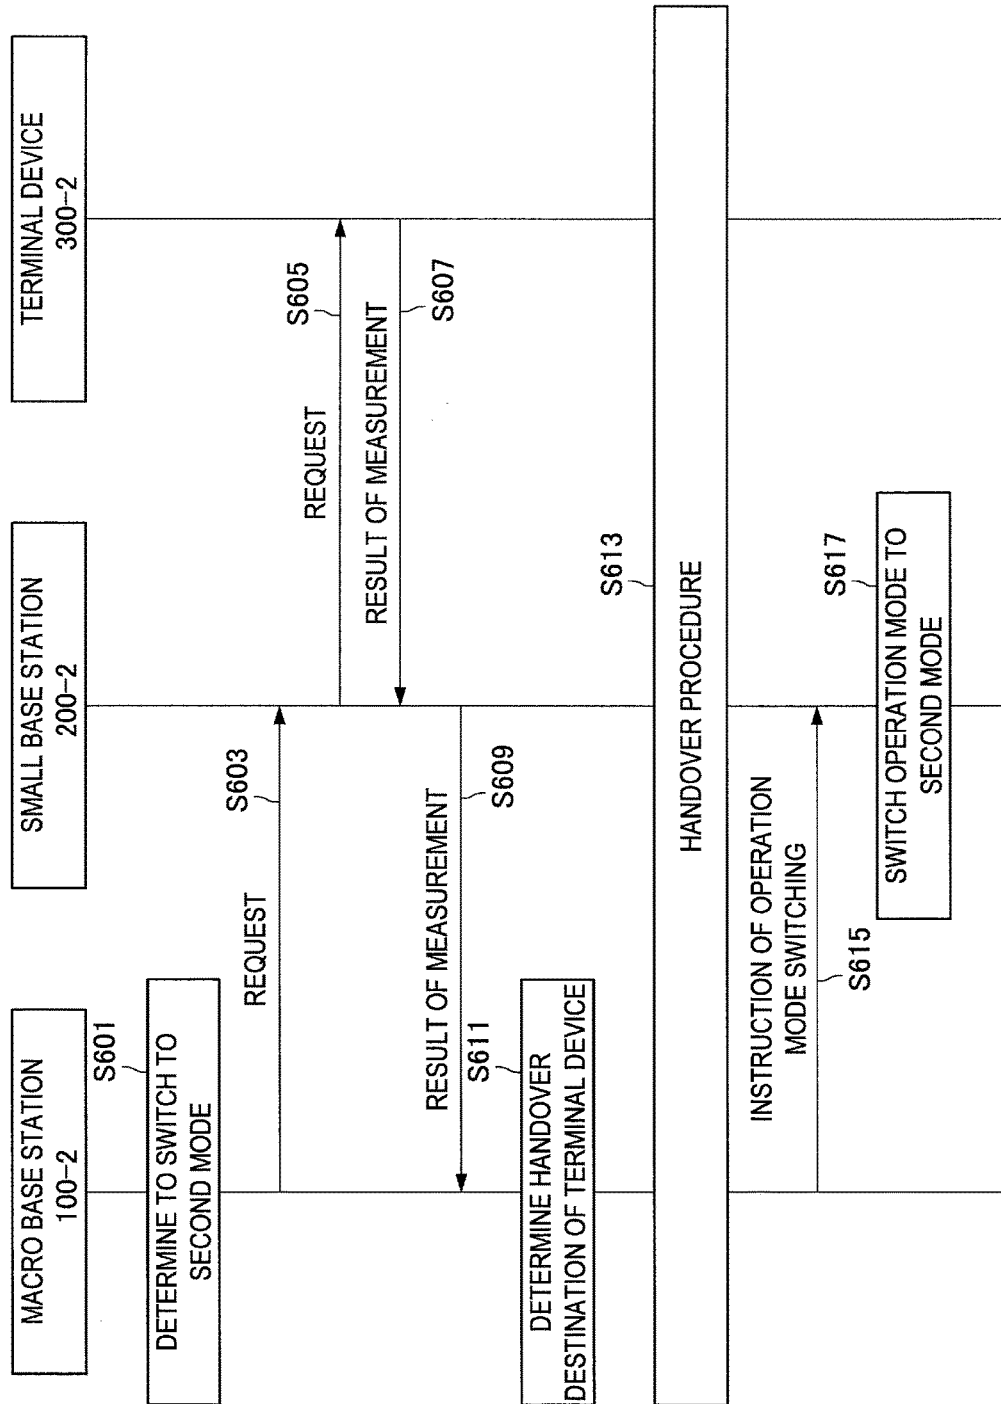 MACRO BASE STATION
100-2
SMALL BASE STATION
200-2
TERMINAL DEVICE
300-2
S601
DETERMINE TO SWITCH TO
SECOND MODE
REQUEST
S603
REQUEST
S605
RESULT OF MEASUREMENT
S607
RESULT OF MEASUREMENT
S609
S611
DETERMINE HANDOVER
DESTINATION OF TERMINAL DEVICE
S613
HANDOVER PROCEDURE
INSTRUCTION OF OPERATION
MODE SWITCHING
S615
S617
SWITCH OPERATION MODE TO
SECOND MODE